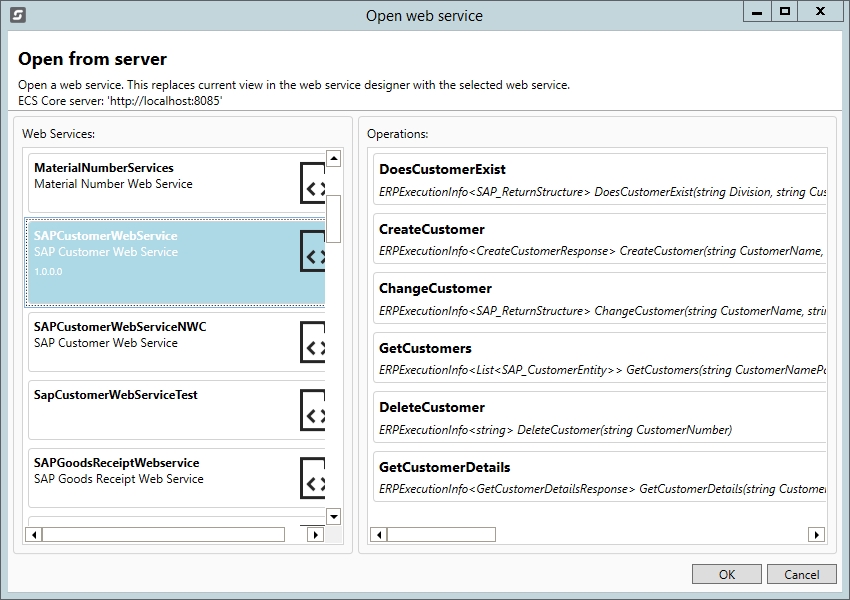 Open web service
Open from server
Open a web service. This replaces current view in the web service designer with the selected web service.
ECS Core server: 'http://localhost:8085'
Web Services:
MaterialNumberServices
Material Number Web Service
SAPCustomerWebService
SAP Customer Web Service
1.0.0.0
SAPCustomerWebServiceNWC
SAP Customer Web Service
SapCustomerWebServiceTest
SAPGoodsReceiptWebservice
SAP Goods Receipt Web Service
Operations:
DoesCustomerExist
ERPExecutionInfo<SAP_ReturnStructure> DoesCustomerExist(string Division, string Cus
CreateCustomer
ERPExecutionInfo<CreateCustomerResponse> CreateCustomer(string CustomerName,
ChangeCustomer
ERPExecutionInfo<SAP_ReturnStructure> ChangeCustomer(string CustomerName, strin
GetCustomers
ERPExecutionInfo<List<SAP_CustomerEntity>> GetCustomers(string CustomerNamePa
DeleteCustomer
ERPExecutionInfo<string> DeleteCustomer(string CustomerNumber)
GetCustomerDetails
ERPExecutionInfo<GetCustomerDetailsResponse> GetCustomerDetails(string Custome
OK
Cancel